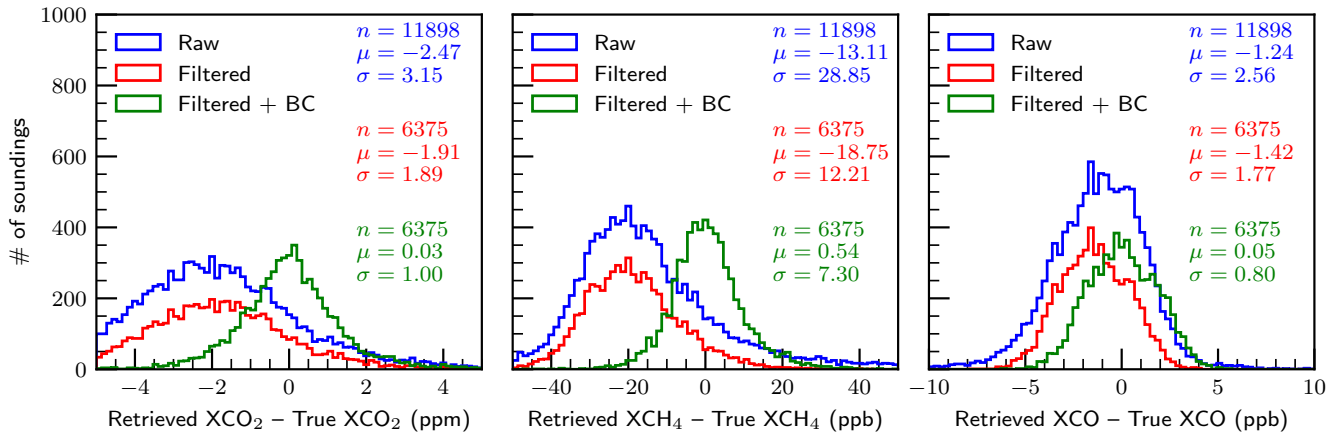 # of soundings
1000
800
600
400
200
0
Raw
Filtered
Filtered + BC
n = 11898
μ = −2.47
σ = 3.15
n = 6375
μ = −1.91
σ = 1.89
n = 6375
μ = 0.03
σ = 1.00
−4 −2 0 2 4
Retrieved XCO₂ – True XCO₂ (ppm)
Raw
Filtered
Filtered + BC
n = 11898
μ = −13.11
σ = 28.85
n = 6375
μ = −18.75
σ = 12.21
n = 6375
μ = 0.54
σ = 7.30
−40 −20 0 20 40
Retrieved XCH₄ – True XCH₄ (ppb)
Raw
Filtered
Filtered + BC
n = 11898
μ = −1.24
σ = 2.56
n = 6375
μ = −1.42
σ = 1.77
n = 6375
μ = 0.05
σ = 0.80
−10 −5 0 5 10
Retrieved XCO – True XCO (ppb)